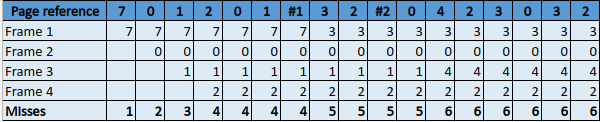 Page reference 7 0 1 2 0 1 #1 3 2 #2 0 4 2 3 0 3 2
Frame 1 7 7 7 7 7 7 7 3 3 3 3 3 3 3 3 3 3
Frame 2 0 0 0 0 0 0 0 0 0 0 0 0 0 0 0 0
Frame 3 1 1 1 1 1 1 1 1 1 4 4 4 4 4 4
Frame 4 2 2 2 2 2 2 2 2 2 2 2 2 2 2
Misses 1 2 3 4 4 4 4 5 5 5 5 6 6 6 6 6 6